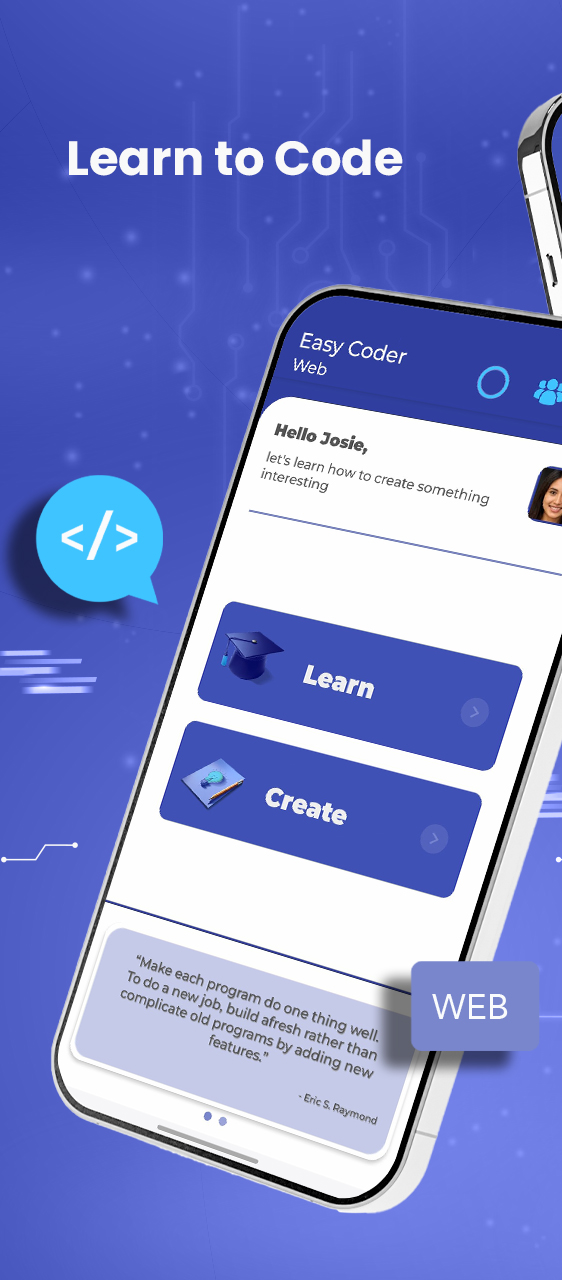 Learn to Code
Easy Coder
Web
Hello Josie,
let's learn how to create something
interesting
</>
Learn
Create
“Make each program do one thing well.
To do a new job, build afresh rather than
complicate old programs by adding new
features.”
- Eric S. Raymond
WEB